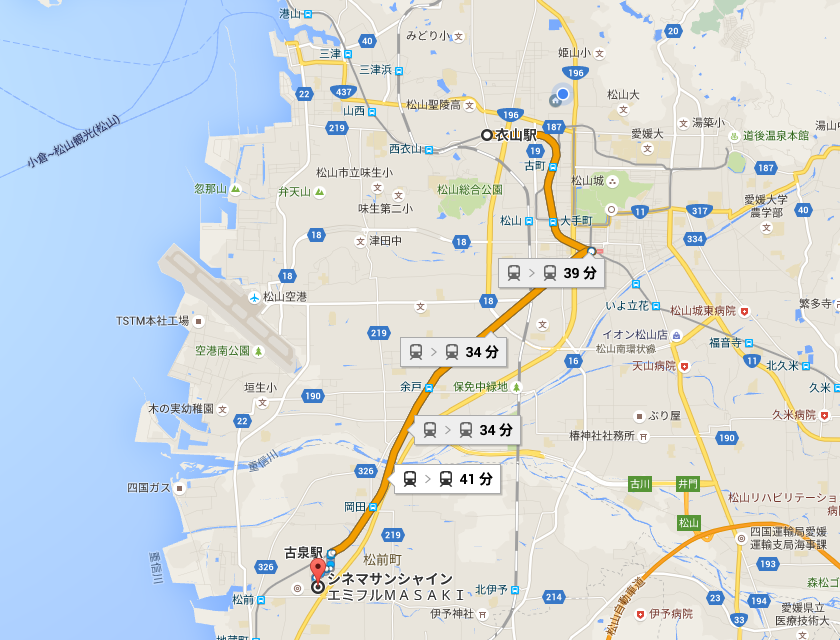 港山
20
40
みどり小
三津
姫山小
三津浜
196
437
22
松山大
松山聖陵高
山西
196
湯築小
219
187
愛媛大
道後温泉本館
衣山駅
小倉~松山観光(松山)
西衣山
19
古町
187
松山市立味生小
松山城
忽那山
弁天山
松山総合公園
愛媛大学
農学部
味生第二小
40
11
317
松山
大手町
18
津田中
18
334
39 分
18
松山空港
18
いよ立花
繁多寺
松山城東病院
TSTM本社工場
219
イオン松山店
福音寺
松山南環状線
空港南公園
34 分
16
11
天山病院
北久米
垣生小
余戸
保免中緑地
久米
190
木の実幼稚園
ぶり屋
久米病院
22
34 分
椿神社社務所
190
重信川
326
41 分
四国ガス
古川
井門
松山リハビリテーショ
岡田
松山
219
四国運輸局愛媛
運輸支局海事課
古泉駅
松前町
重信川
326
193
シネマサンシャイン
エミフルＭＡＳＡＫＩ
森松
北伊予
松前
214
23
194
愛媛県立
医療技術大
伊予神社
伊予病院
33
松山自動車道
地蔵町